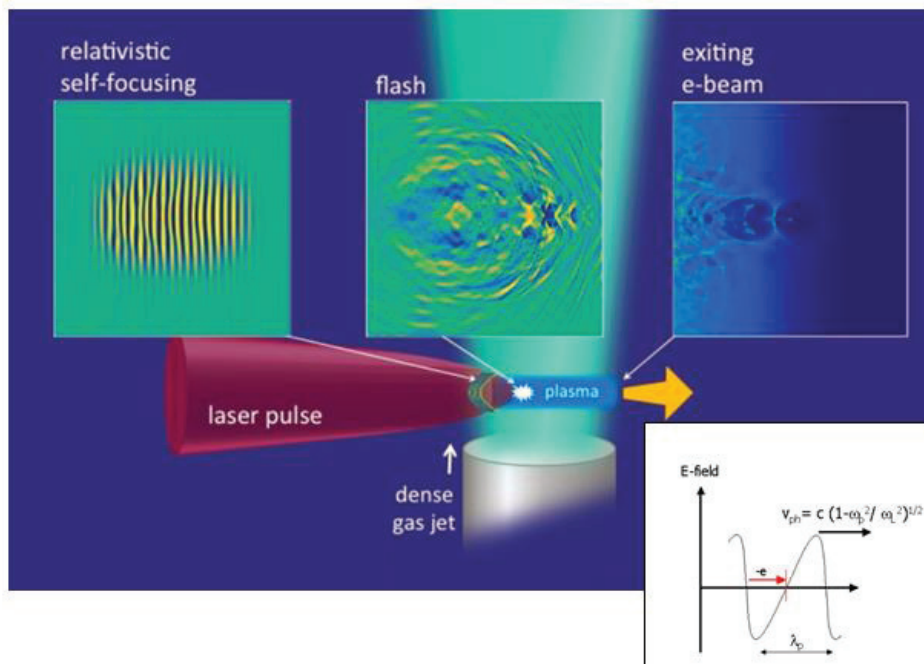 relativistic
self-focusing
flash
exiting
e-beam
laser pulse
plasma
dense
gas jet
E-field
v_ph = c (1-ω_p²/ ω_L²)^1/2
-e
λ_p